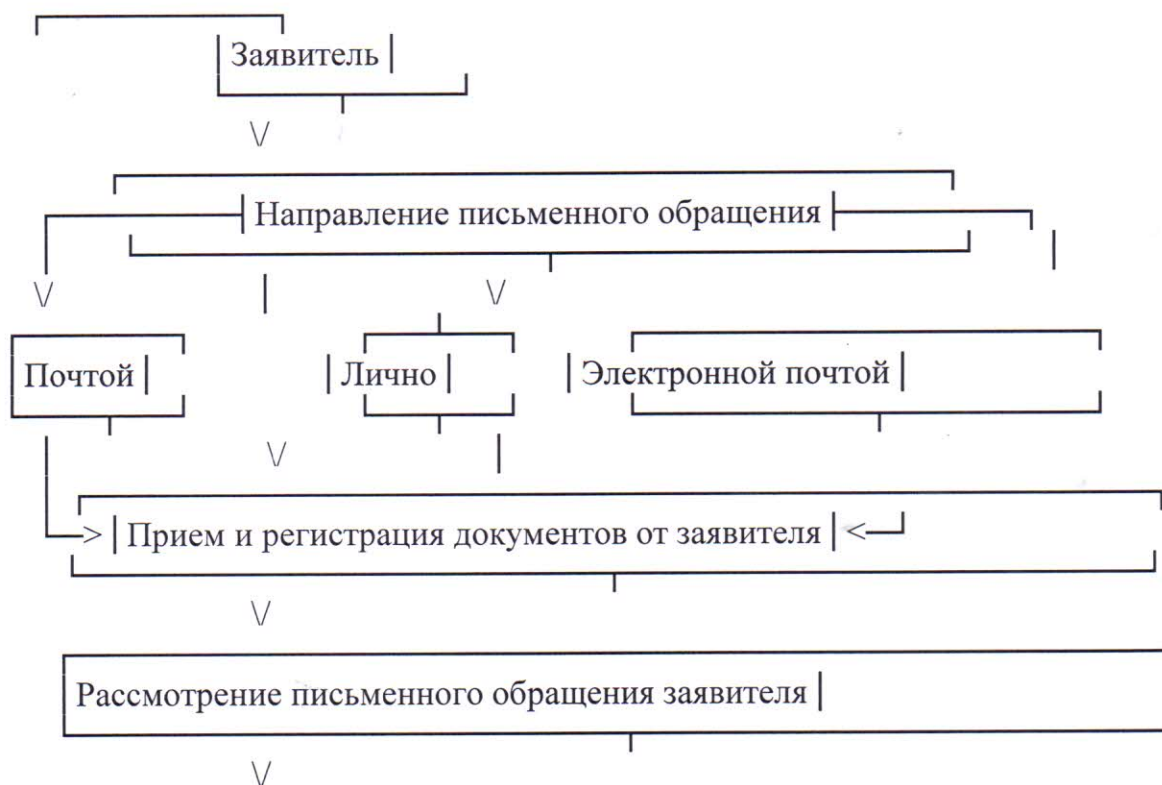 Заявитель
Направление письменного обращения
Почтой Лично Электронной почтой
Прием и регистрация документов от заявителя
Рассмотрение письменного обращения заявителя